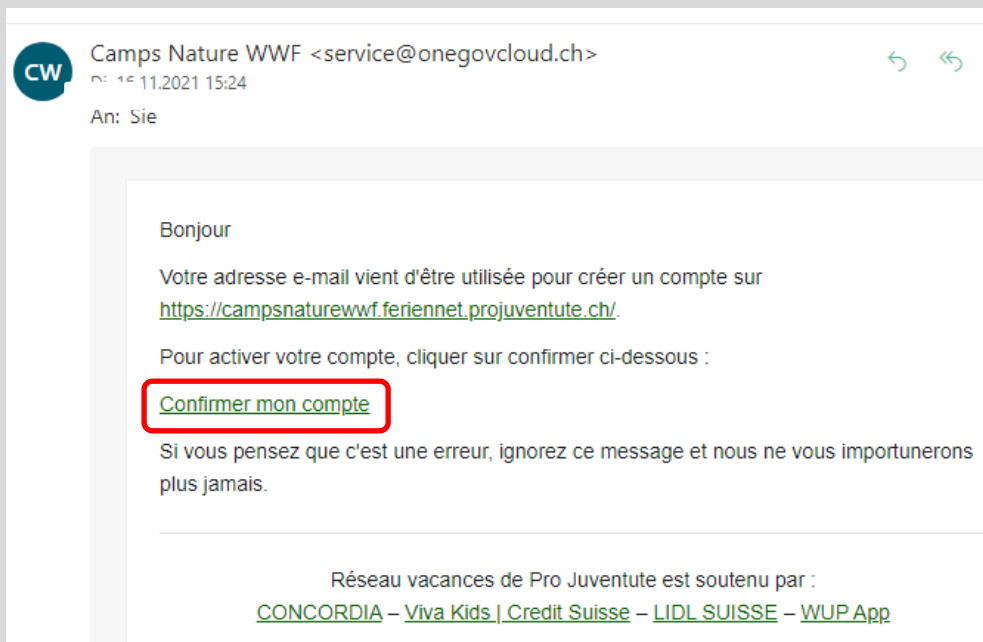 CW
Camps Nature WWF <service@onegovcloud.ch>
11.2021 15:24
An: Sie
Bonjour
Votre adresse e-mail vient d'être utilisée pour créer un compte sur
https://campsnaturewwf.feriennet.projuventute.ch/.
Pour activer votre compte, cliquer sur confirmer ci-dessous :
Confirmer mon compte
Si vous pensez que c'est une erreur, ignorez ce message et nous ne vous importunerons
plus jamais.
Réseau vacances de Pro Juventute est soutenu par :
CONCORDIA – Viva Kids | Credit Suisse – LIDL SUISSE – WUP App